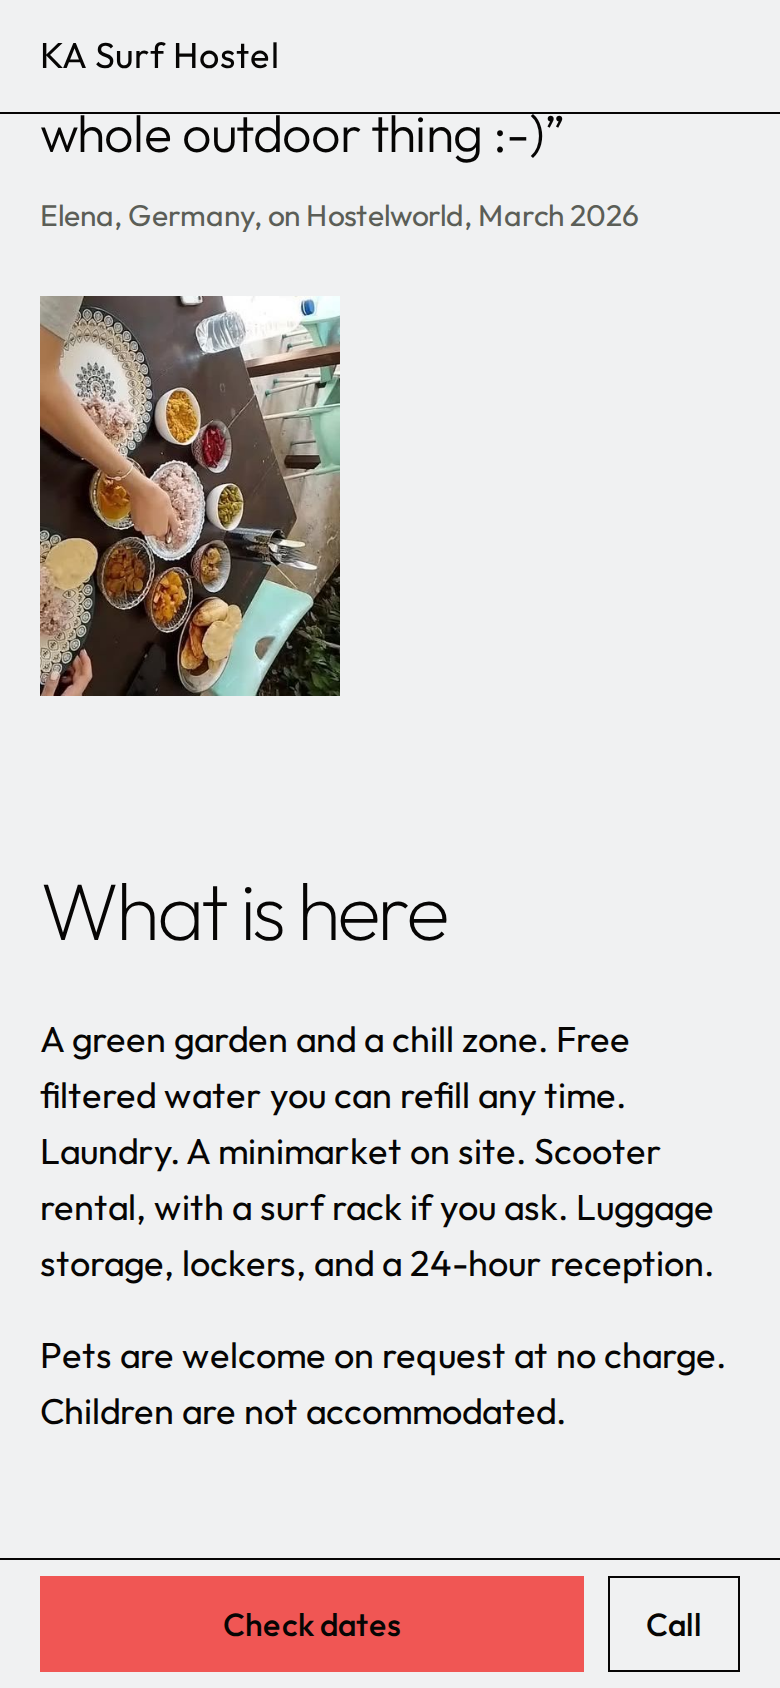 KA Surf Hostel
whole outdoor thing :-)”
Elena, Germany, on Hostelworld, March 2026
What is here
A green garden and a chill zone. Free
filtered water you can refill any time.
Laundry. A minimarket on site. Scooter
rental, with a surf rack if you ask. Luggage
storage, lockers, and a 24-hour reception.
Pets are welcome on request at no charge.
Children are not accommodated.
Check dates
Call